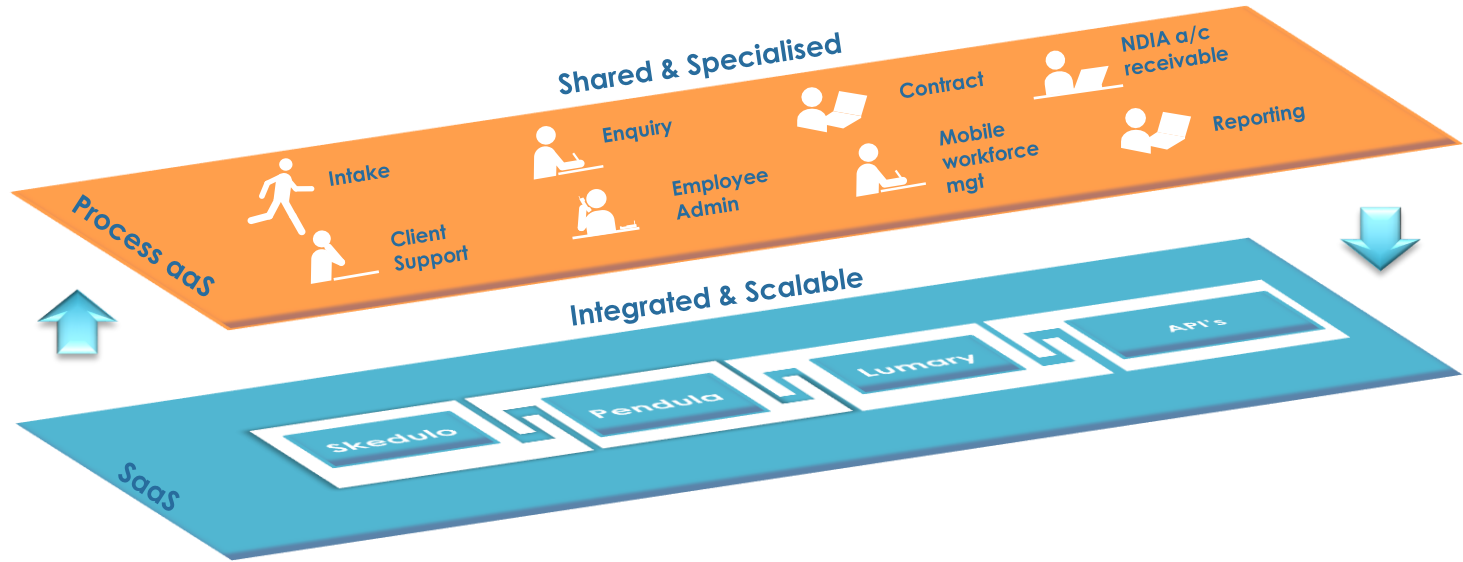 Shared & Specialised
NDIA a/c
receivable
Contract
Enquiry
Reporting
Mobile
workforce
mgt
Intake
Employee
Admin
Client
Support
Process aaS
Integrated & Scalable
API's
Lumary
Pendula
Skedulo
SaaS